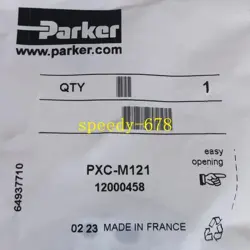 Parker
www.parker.com
QTY
1
speedy-678
easy
opening
PXC-M121
12000458
64937710
02 23 MADE IN FRANCE